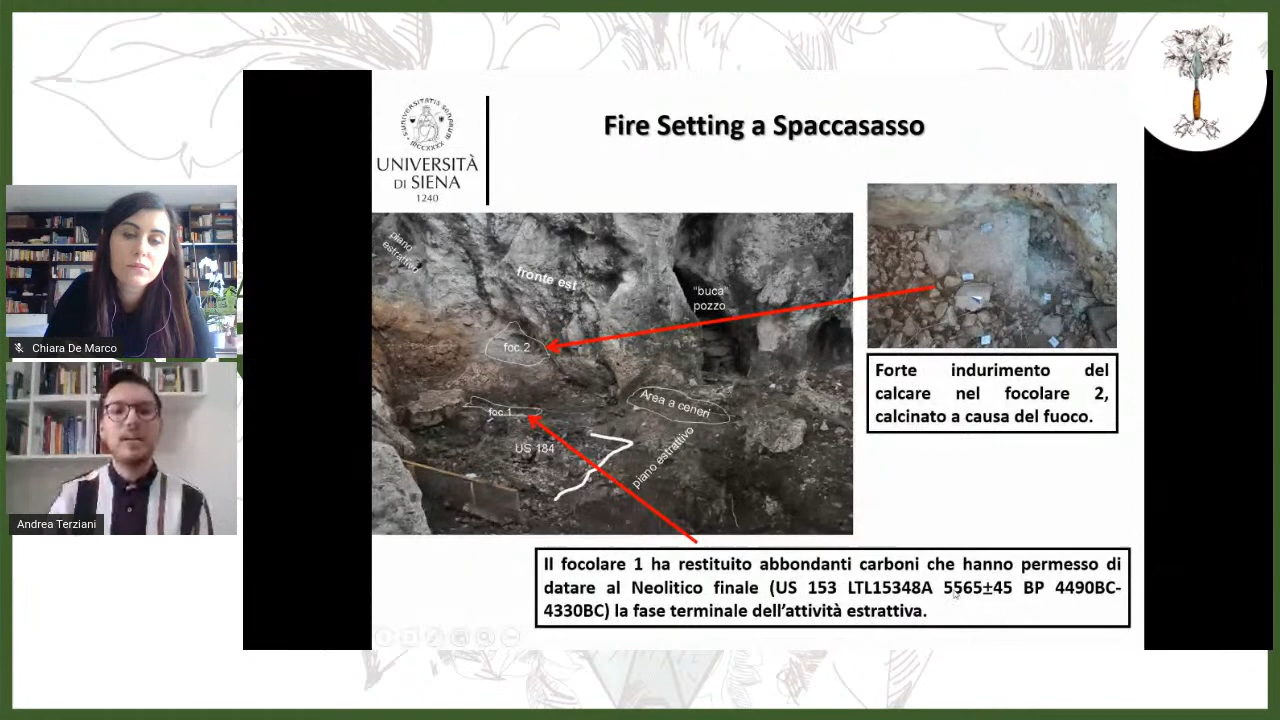 UNIVERSITÀ
DI SIENA
1240
Fire Setting a Spaccasasso
piano
estrattivo
fronte est
"buca"
pozzo
foc.2
foc.1
Area a ceneri
US 184
piano estrattivo
Forte indurimento del
calcare nel focolare 2,
calcinato a causa del fuoco.
Il focolare 1 ha restituito abbondanti carboni che hanno permesso di
datare al Neolitico finale (US 153 LTL15348A 5565±45 BP 4490BC-
4330BC) la fase terminale dell'attività estrattiva.
Chiara De Marco
Andrea Terziani